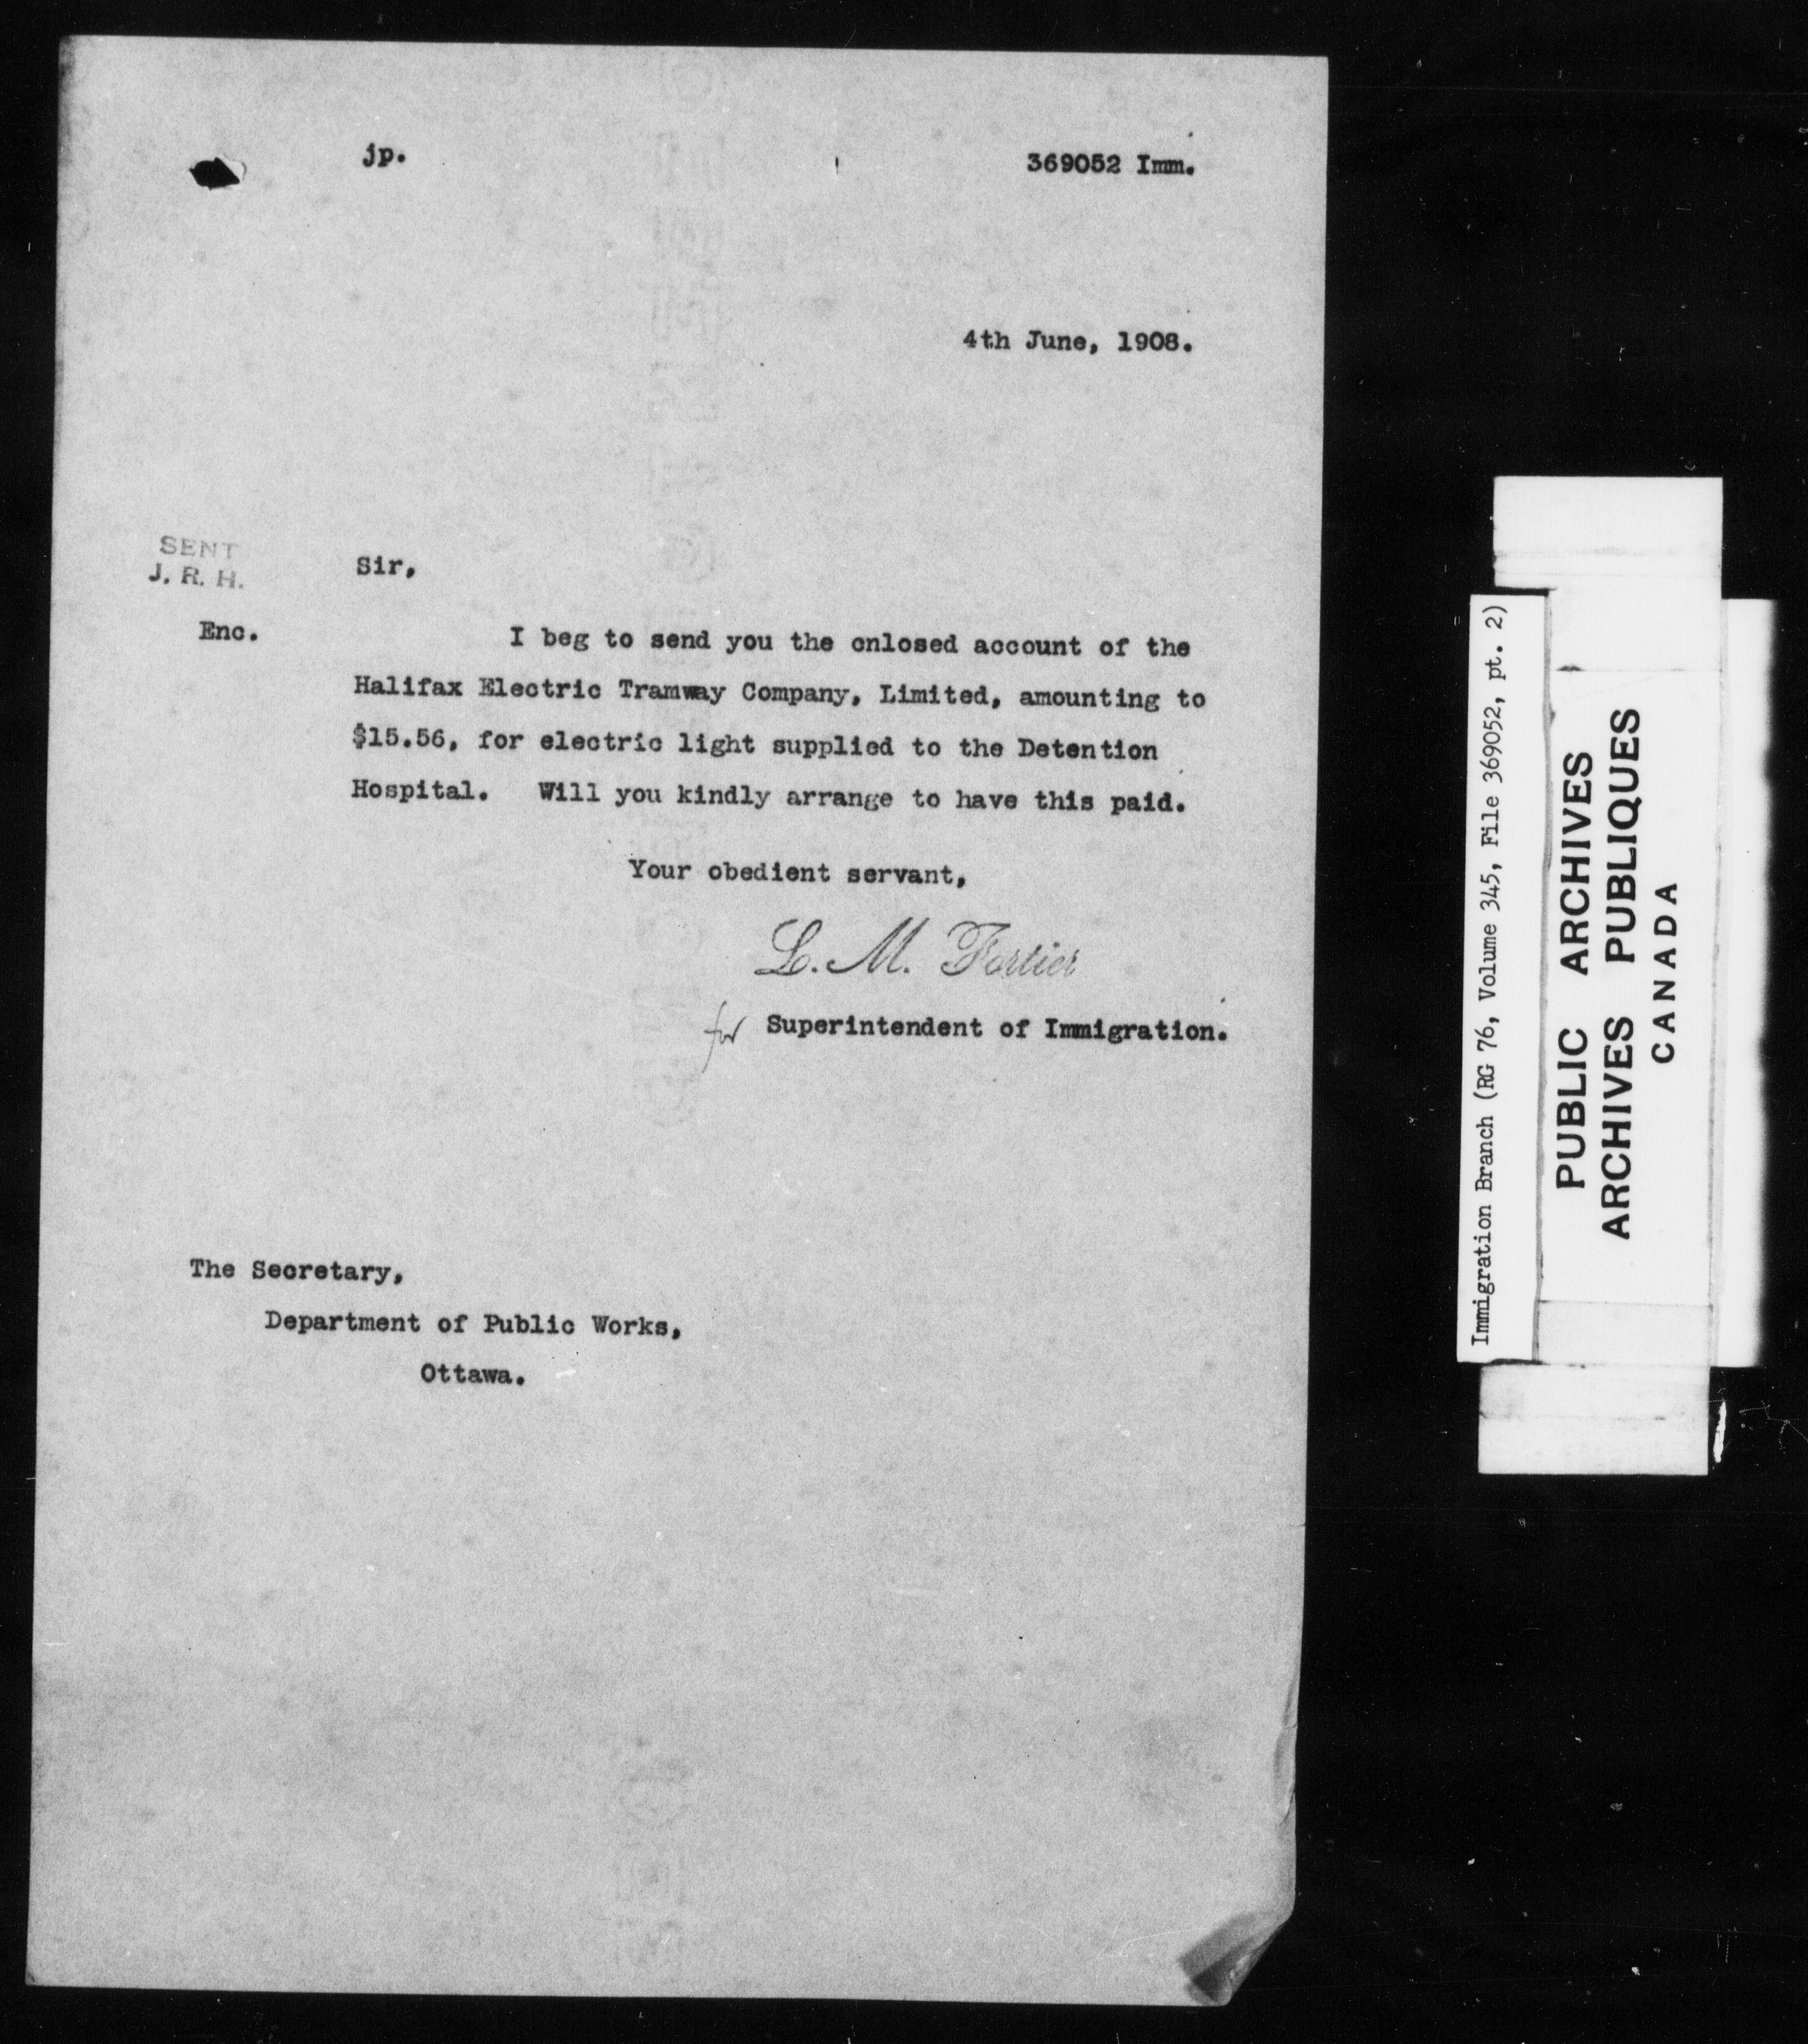 jp.
369052 Imm.
4th June, 1908.
SENT
J. R. H.
Sir,
Enc.
I beg to send you the cnlosed account of the
Halifax Electric Tramway Company, Limited, amounting to
$15.56, for electric light supplied to the Detention
Hospital. Will you kindly arrange to have this paid.
Your obedient servant,
L. M. Fortier
for Superintendent of Immigration.
The Secretary,
Department of Public Works,
Ottawa.
Immigration Branch (RG 76, Volume 345, File 369052, pt. 2)
PUBLIC ARCHIVES
ARCHIVES PUBLIQUES
CANADA